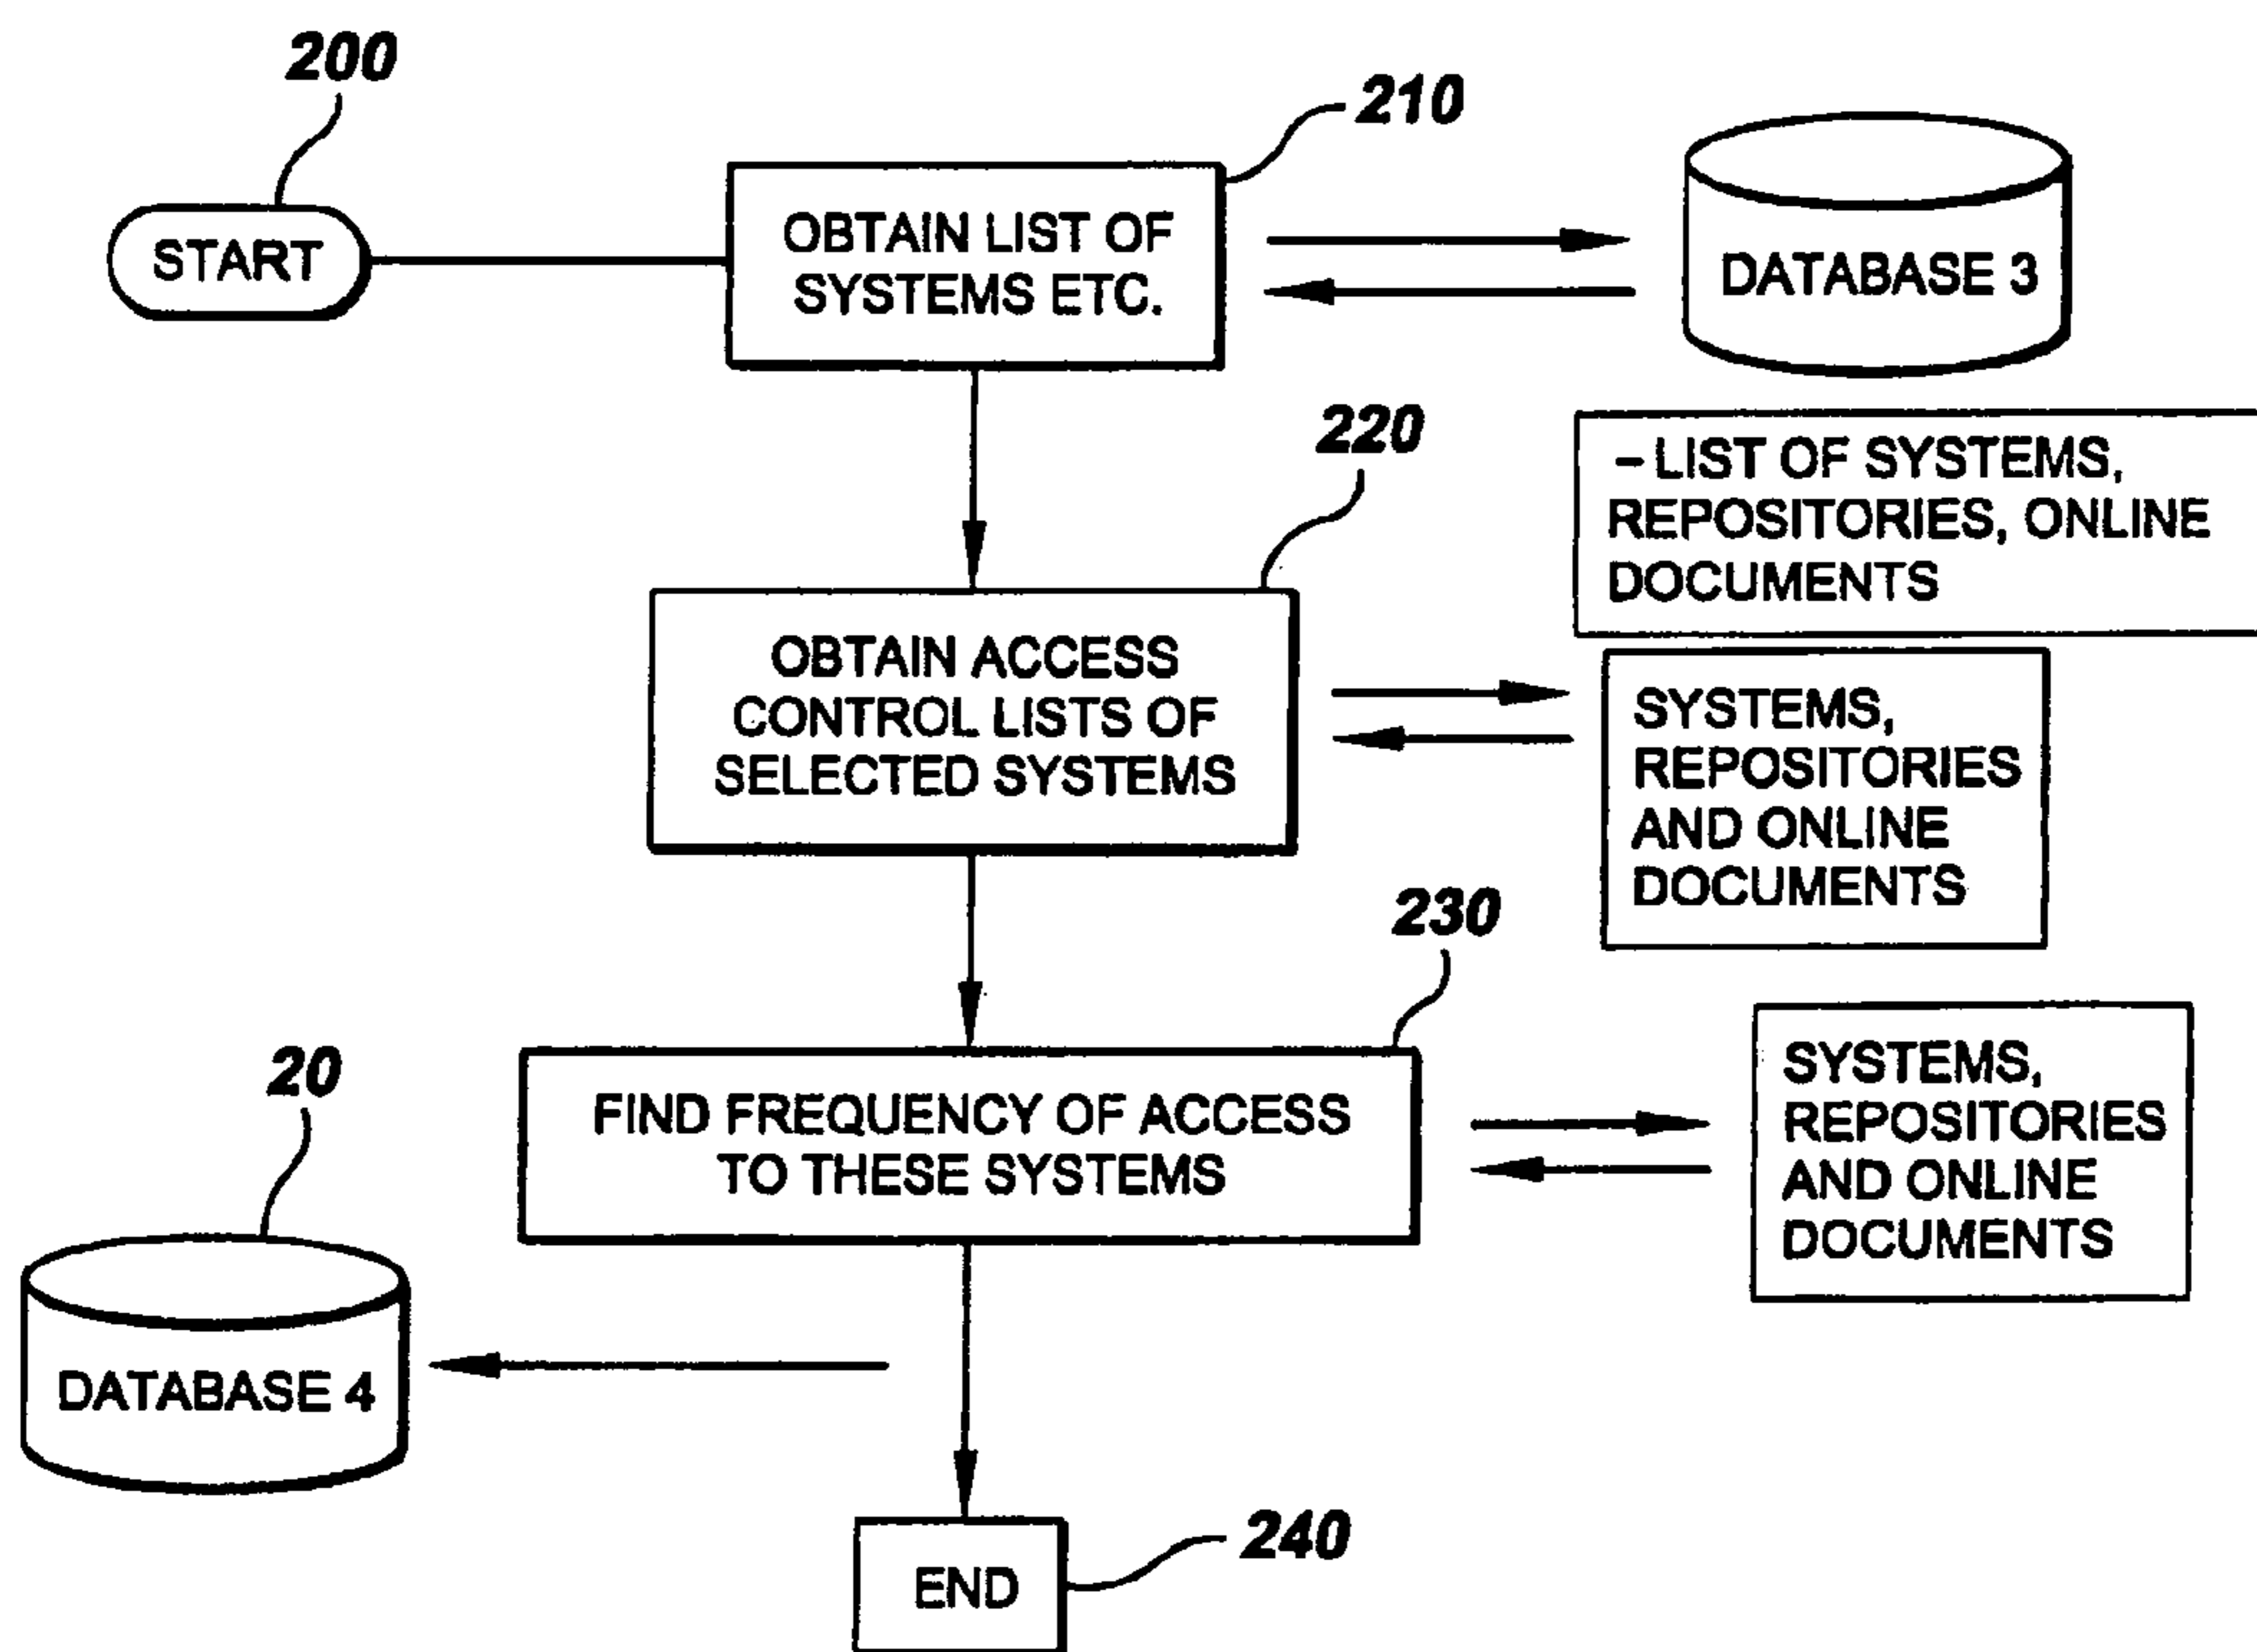 200
START
210
OBTAIN LIST OF
SYSTEMS ETC.
DATABASE 3
– LIST OF SYSTEMS,
REPOSITORIES, ONLINE
DOCUMENTS
220
OBTAIN ACCESS
CONTROL LISTS OF
SELECTED SYSTEMS
SYSTEMS,
REPOSITORIES
AND ONLINE
DOCUMENTS
230
FIND FREQUENCY OF ACCESS
TO THESE SYSTEMS
SYSTEMS,
REPOSITORIES
AND ONLINE
DOCUMENTS
20
DATABASE 4
END
240